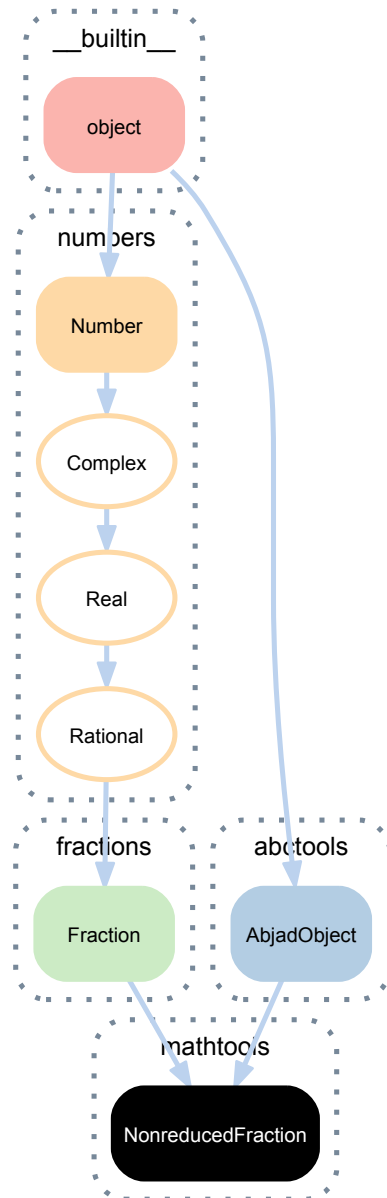 __builtin__
object
numbers
Number
Complex
Real
Rational
fractions
abctools
Fraction
AbjadObject
mathtools
NonreducedFraction